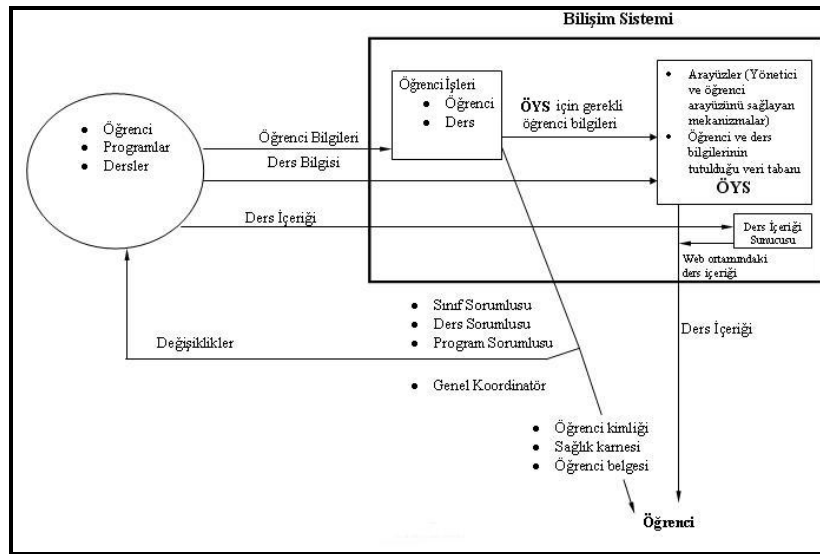 Bilişim Sistemi
Öğrenci
Programlar
Dersler
Öğrenci Bilgileri
Ders Bilgisi
Ders İçeriği
Öğrenci İşleri
Öğrenci
Ders
ÖYS için gerekli
öğrenci bilgileri
Arayüzler (Yönetici
ve öğrenci
arayüzünü sağlayan
mekanizmalar)
Öğrenci ve ders
bilgilerinin
tutulduğu veri tabanı
ÖYS
Ders İçeriği
Sunucusu
Web ortamındaki
ders içeriği
Sınıf Sorumlusu
Ders Sorumlusu
Program Sorumlusu
Genel Koordinatör
Değişiklikler
Ders İçeriği
Öğrenci kimliği
Sağlık karnesi
Öğrenci belgesi
Öğrenci